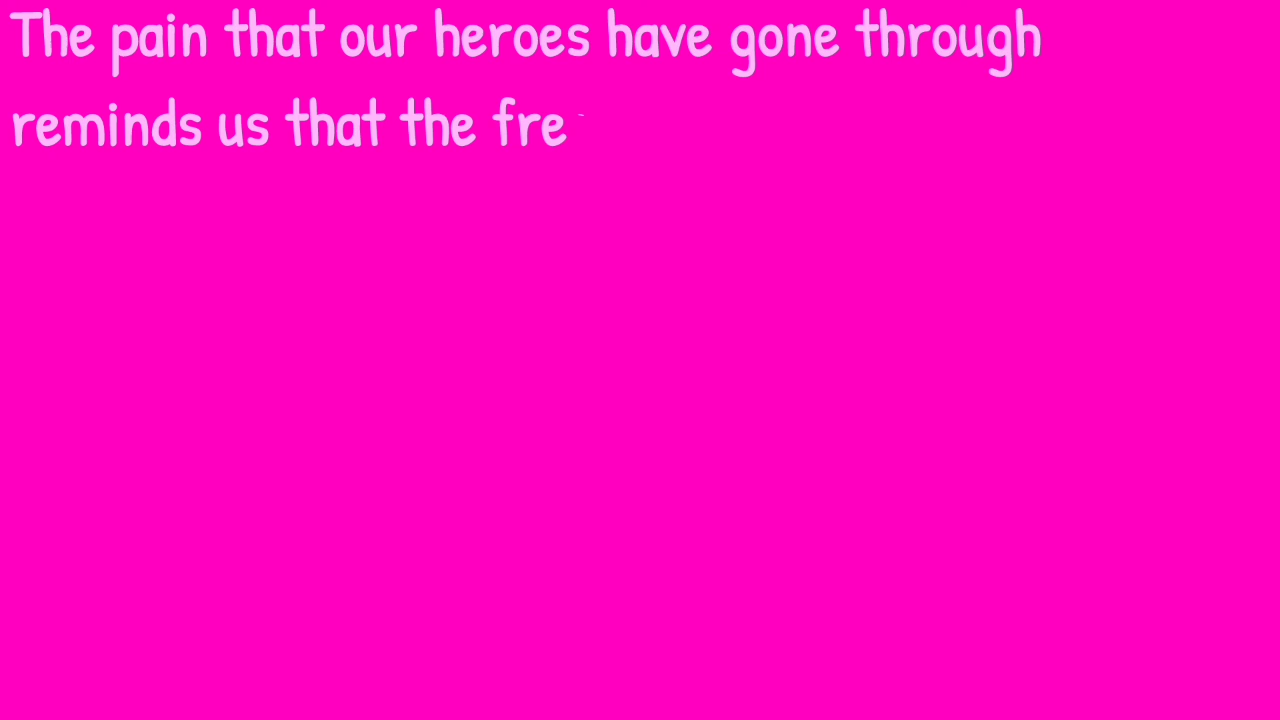 The pain that our heroes have gone through
reminds us that the fre